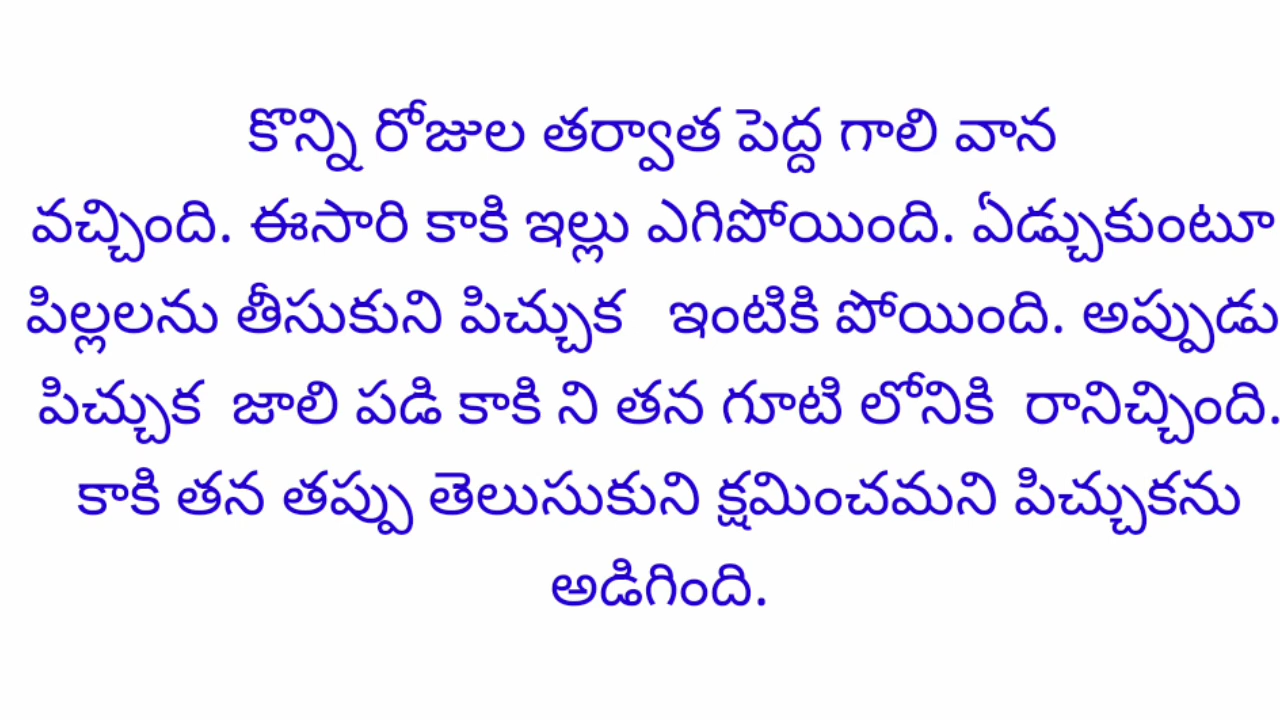 కొన్ని రోజుల తర్వాత పెద్ద గాలి వాన
వచ్చింది. ఈసారి కాకి ఇల్లు ఎగిపోయింది. ఏడ్చుకుంటూ
పిల్లలను తీసుకుని పిచ్చుక ఇంటికి పోయింది. అప్పుడు
పిచ్చుక జాలి పడి కాకి ని తన గూటి లోనికి రానిచ్చింది.
కాకి తన తప్పు తెలుసుకుని క్షమించమని పిచ్చుకను
అడిగింది.